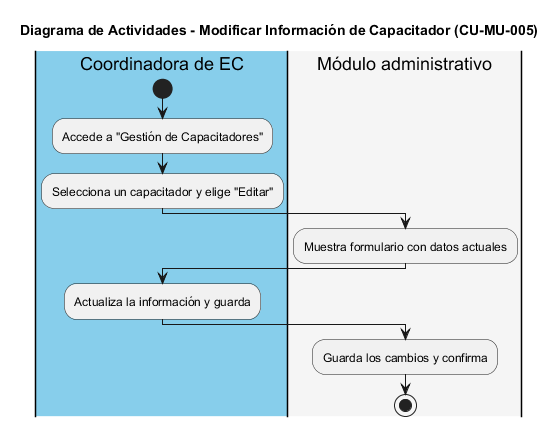 Diagrama de Actividades - Modificar Información de Capacitador (CU-MU-005)
Coordinadora de EC
Módulo administrativo
Accede a "Gestión de Capacitadores"
Selecciona un capacitador y elige "Editar"
Muestra formulario con datos actuales
Actualiza la información y guarda
Guarda los cambios y confirma